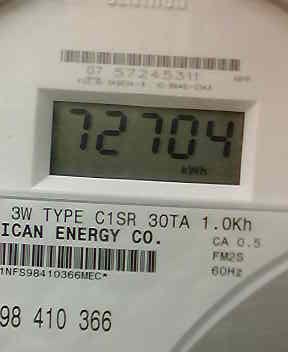 07 57245311
72704
kWh
3W TYPE C1SR 30TA 1.0Kh
ICAN ENERGY CO.
CA 0.5
FM2S
60Hz
1NFS98410366MEC*
98 410 366